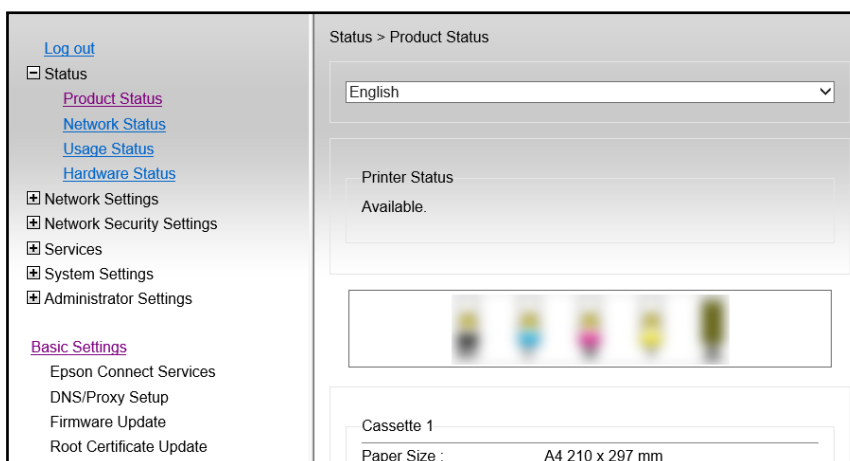 Log out
Status
Product Status
Network Status
Usage Status
Hardware Status
Network Settings
Network Security Settings
Services
System Settings
Administrator Settings
Basic Settings
Epson Connect Services
DNS/Proxy Setup
Firmware Update
Root Certificate Update
Status > Product Status
English
Printer Status
Available.
Cassette 1
Paper Size : A4 210 x 297 mm